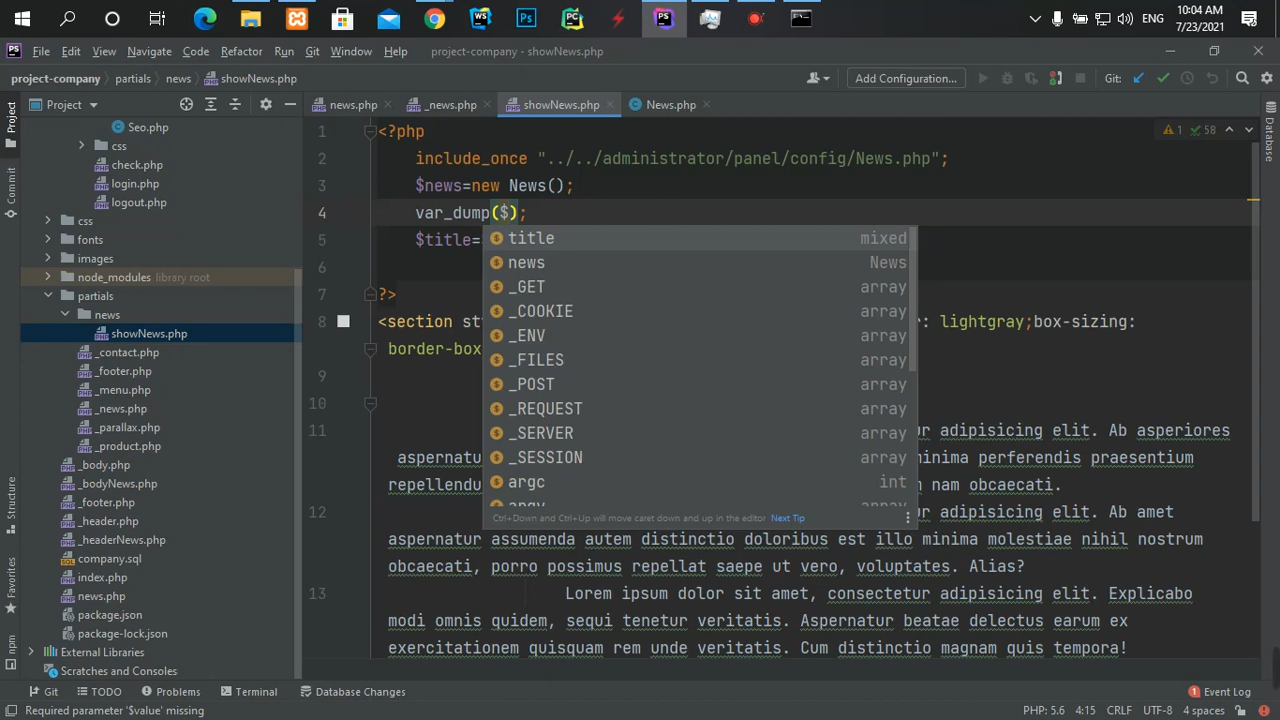 ENG
10:04 AM
7/23/2021
File Edit View Navigate Code Refactor Run Git Window Help
project-company - showNews.php
project-company > partials > news > showNews.php
Add Configuration...
Git:
Project
news.php
_news.php
showNews.php
News.php
Seo.php
css
check.php
login.php
logout.php
css
fonts
images
node_modules library root
partials
news
showNews.php
_contact.php
_footer.php
_menu.php
_news.php
_parallax.php
_product.php
_body.php
_bodyNews.php
_footer.php
_header.php
_headerNews.php
company.sql
index.php
news.php
package.json
package-lock.json
External Libraries
Scratches and Consoles
Project
Commit
Structure
Favorites
npm
Database
1 58
1 <?php
2 include_once "../../administrator/panel/config/News.php";
3 $news=new News();
4 var_dump($);
5 $title=
6
7 ?>
8 <section st r: lightgray;box-sizing:
border-box
9
10
11 ur adipisicing elit. Ab asperiores
aspernatu minima perferendis praesentium
repellendu m nam obcaecati.
12 ur adipisicing elit. Ab amet
aspernatur assumenda autem distinctio doloribus est illo minima molestiae nihil nostrum
obcaecati, porro possimus repellat saepe ut vero, voluptates. Alias?
13 Lorem ipsum dolor sit amet, consectetur adipisicing elit. Explicabo
modi omnis quidem, sequi tenetur veritatis. Aspernatur beatae delectus earum ex
exercitationem quisquam rem unde veritatis. Cum distinctio magnam quis tempora!
title mixed
news News
_GET array
_COOKIE array
_ENV array
_FILES array
_POST array
_REQUEST array
_SERVER array
_SESSION array
argc int
Ctrl+Down and Ctrl+Up will move caret down and up in the editor Next Tip
Git TODO Problems Terminal Database Changes
1 Event Log
Required parameter '$value' missing
PHP: 5.6 4:15 CRLF UTF-8 4 spaces